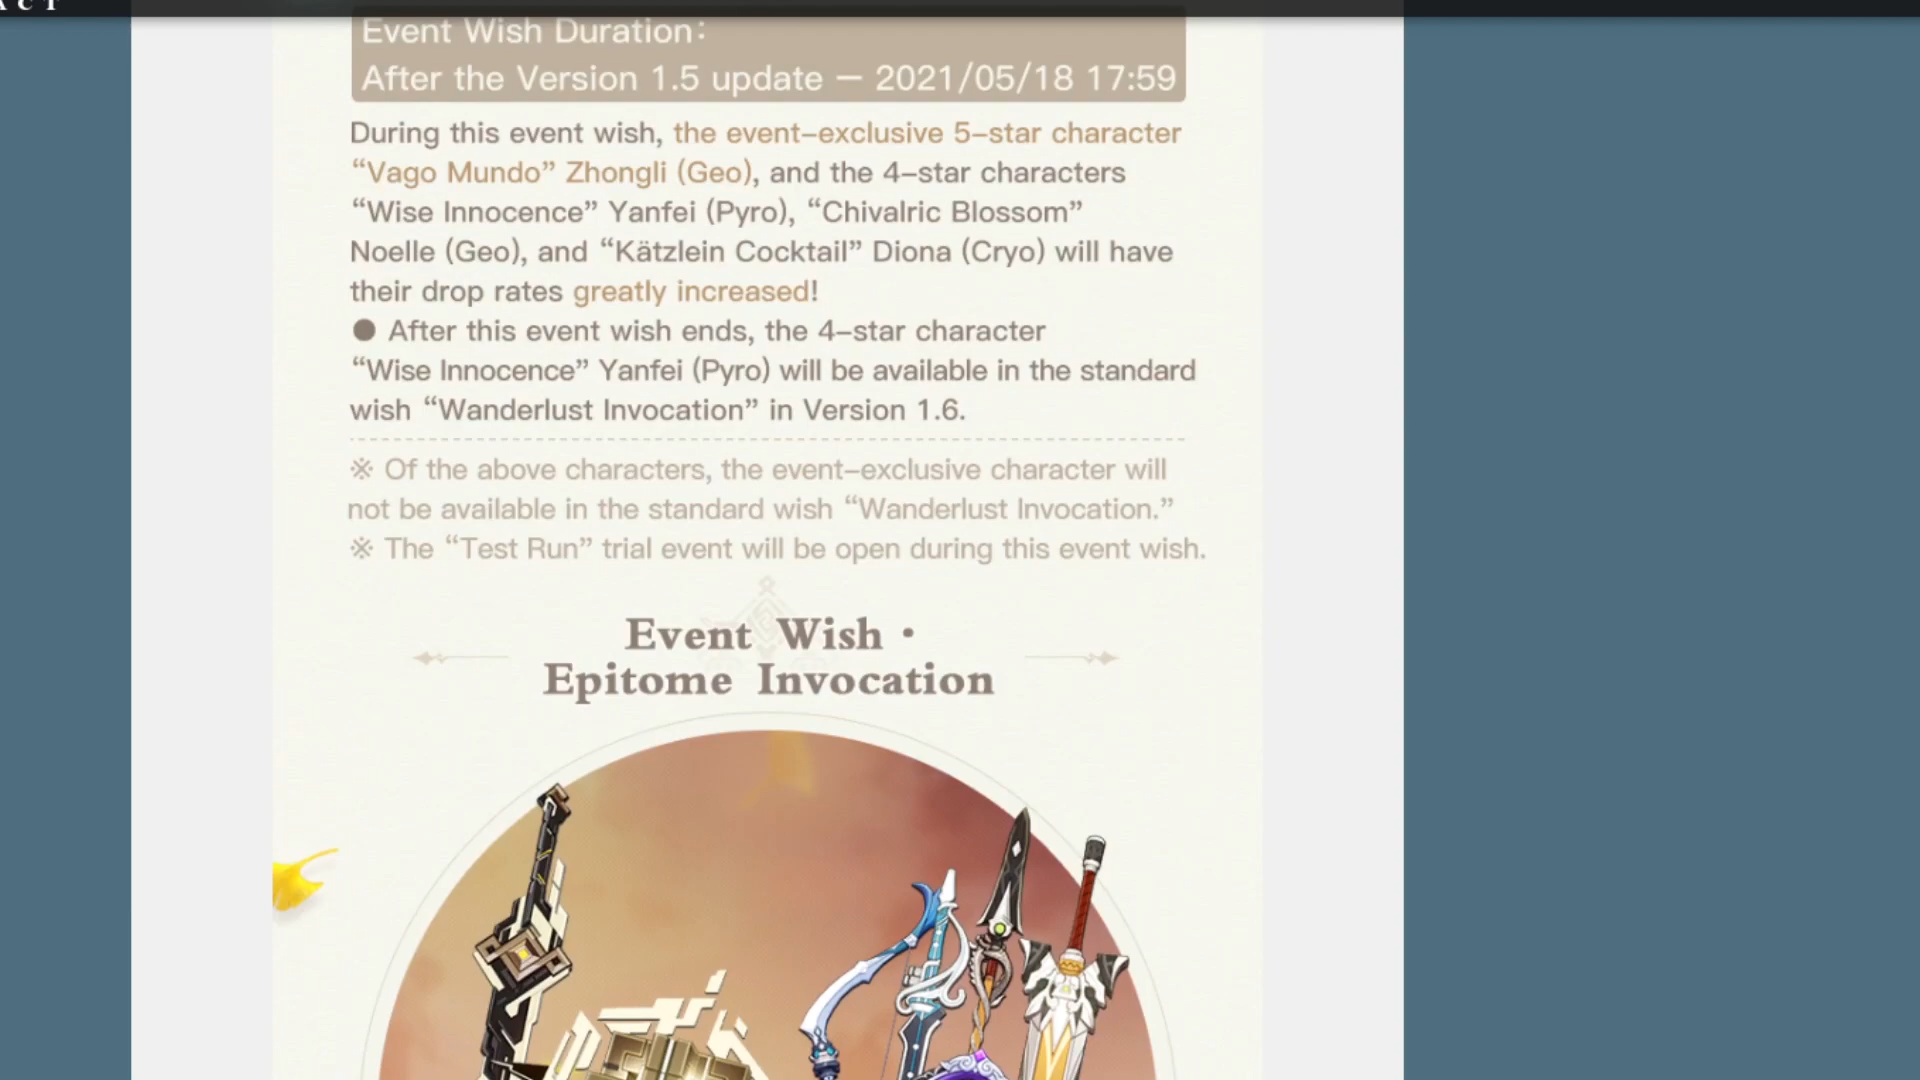 ACT
Event Wish Duration:
After the Version 1.5 update — 2021/05/18 17:59
During this event wish, the event–exclusive 5–star character
“Vago Mundo” Zhongli (Geo), and the 4–star characters
“Wise Innocence” Yanfei (Pyro), “Chivalric Blossom”
Noelle (Geo), and “Kätzlein Cocktail” Diona (Cryo) will have
their drop rates greatly increased!
● After this event wish ends, the 4–star character
“Wise Innocence” Yanfei (Pyro) will be available in the standard
wish “Wanderlust Invocation” in Version 1.6.
※ Of the above characters, the event–exclusive character will
not be available in the standard wish “Wanderlust Invocation.”
※ The “Test Run” trial event will be open during this event wish.
Event Wish •
Epitome Invocation